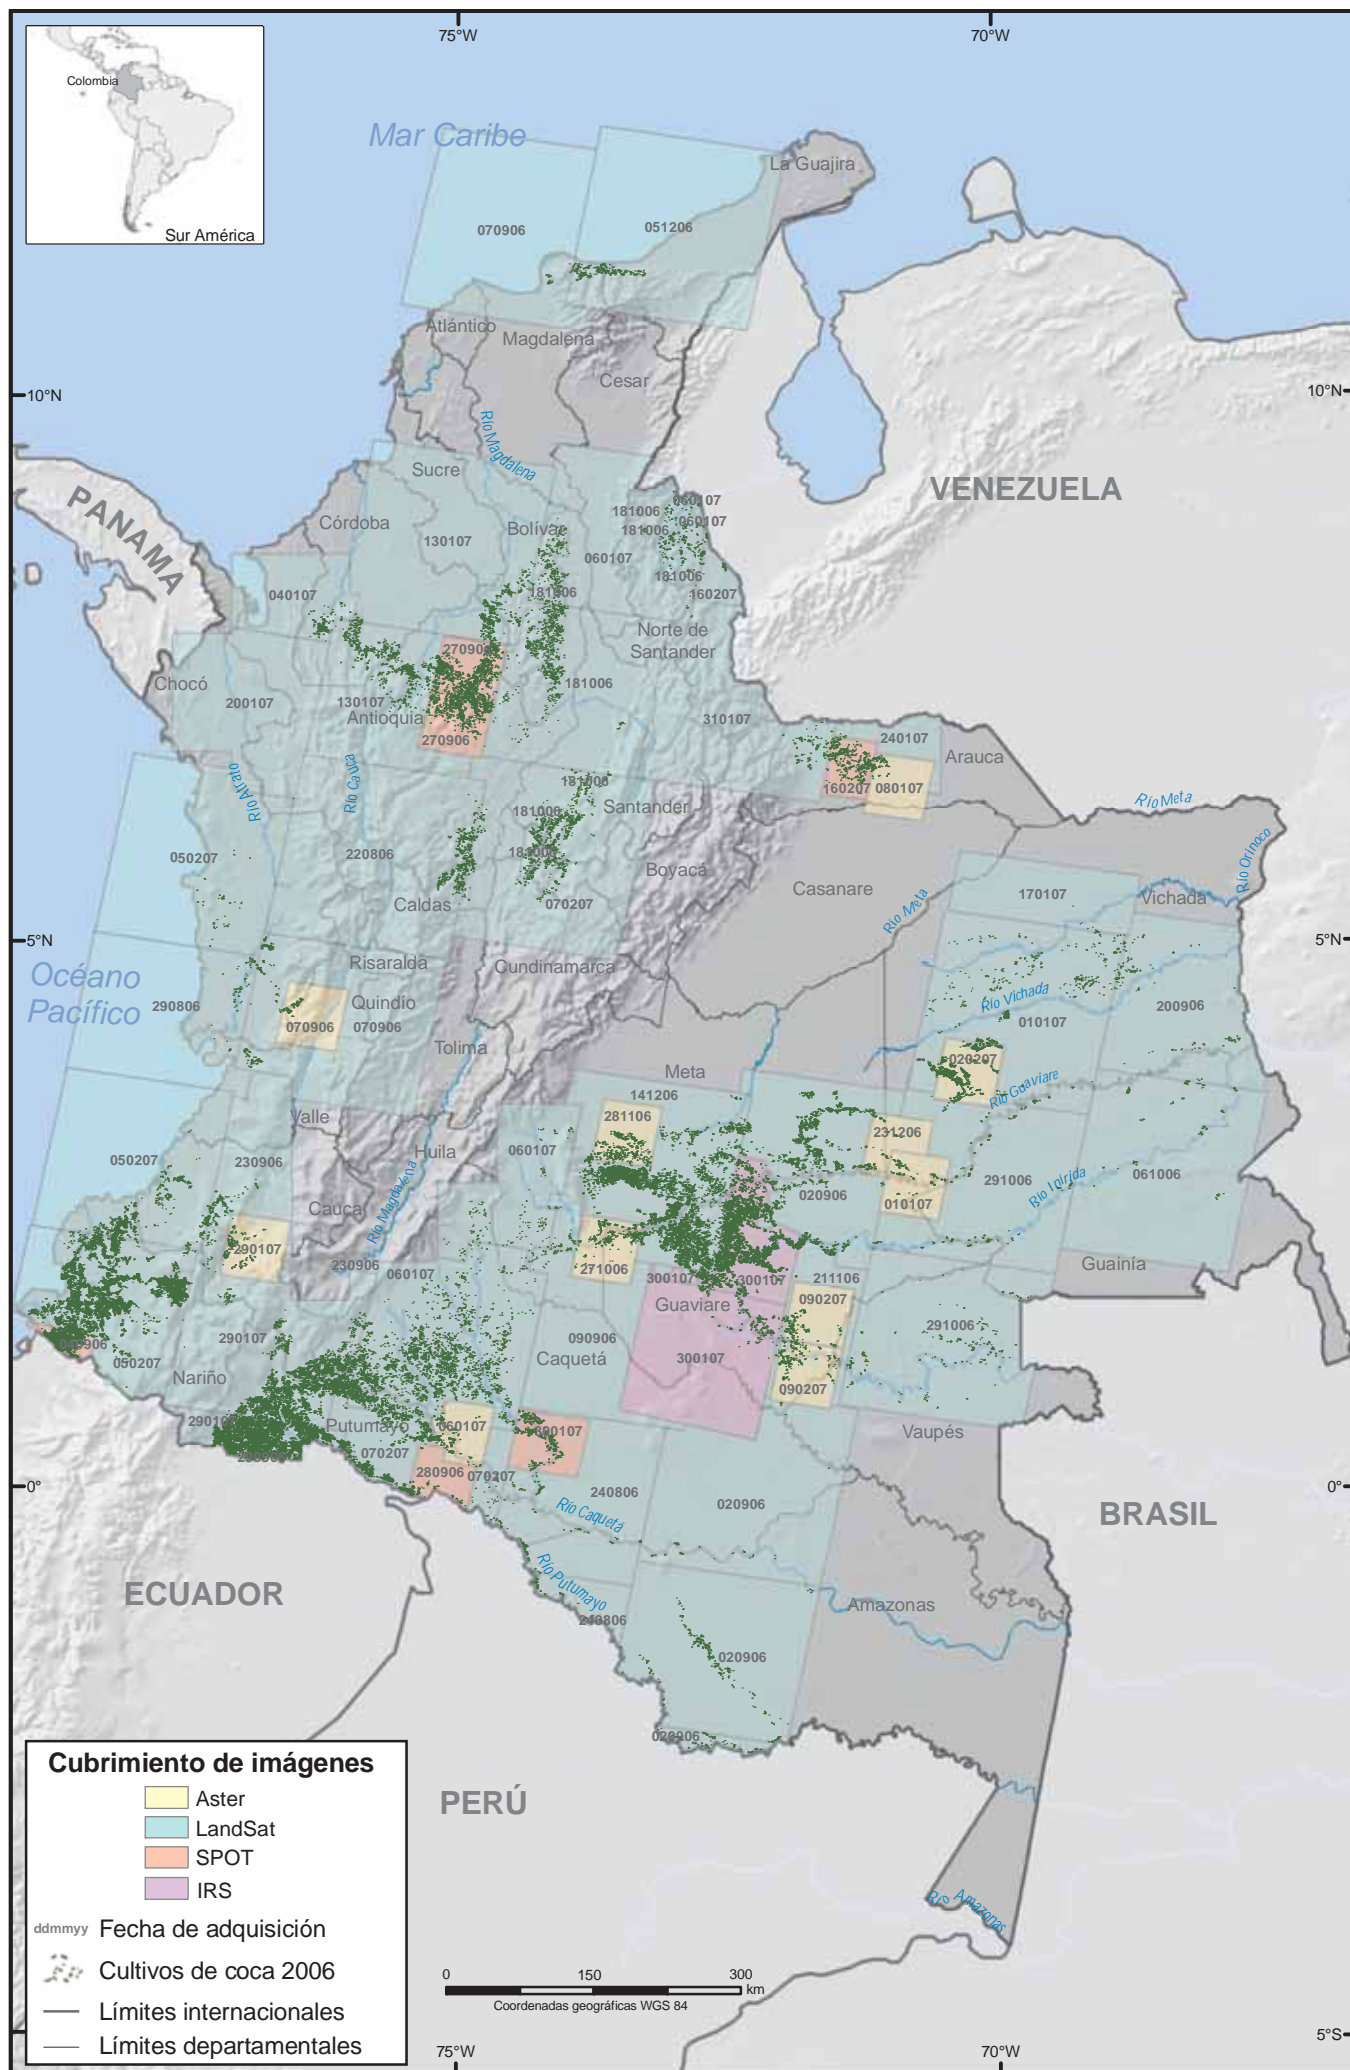 75°W
70°W
Colombia
Sur América
Mar Caribe
La Guajira
070906
051206
Atlántico
Magdalena
Cesar
10°N
10°N
Río Magdalena
Sucre
VENEZUELA
PANAMA
Córdoba
Bolívar
130107
181006
060107
060107
181006
060107
181006
160207
040107
181006
Norte de
Santander
270906
Chocó
200107
130107
Antioquia
181006
270906
310107
240107
Arauca
160207
080107
Río Atrato
Río Cauca
181006
Santander
181006
Río Meta
050207
220806
181006
Boyacá
Casanare
Río Meta
Río Orinoco
170107
Vichada
Caldas
070207
5°N
5°N
Océano
Pacífico
Risaralda
Cundinamarca
290806
Quindío
070906
070906
Río Vichada
010107
200906
Tolima
Meta
020207
Río Guaviare
141206
281106
Valle
Huila
060107
231206
050207
230906
020906
291006
061006
010107
Río Inirida
Cauca
Río Magdalena
290107
230906
060107
271006
300107
300107
211106
Guainía
Guaviare
090207
290107
090906
291006
050207
Caquetá
300107
Nariño
090207
Putumayo
060107
300107
Vaupés
070207
280906
070207
240806
020906
0°
0°
Río Caquetá
BRASIL
ECUADOR
Río Putumayo
240806
Amazonas
020906
020906
PERÚ
Río Amazonas
Cubrimiento de imágenes
Aster
LandSat
SPOT
IRS
ddmmyy Fecha de adquisición
Cultivos de coca 2006
Límites internacionales
Límites departamentales
0 150 300
km
Coordenadas geográficas WGS 84
5°S
75°W
70°W